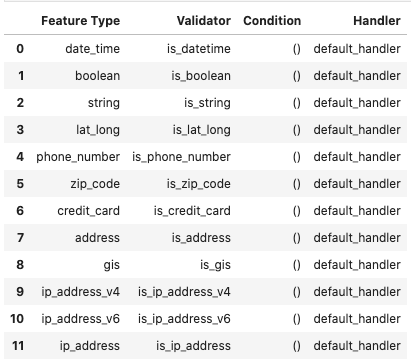 Feature Type Validator Condition Handler
0 date_time is_datetime () default_handler
1 boolean is_boolean () default_handler
2 string is_string () default_handler
3 lat_long is_lat_long () default_handler
4 phone_number is_phone_number () default_handler
5 zip_code is_zip_code () default_handler
6 credit_card is_credit_card () default_handler
7 address is_address () default_handler
8 gis is_gis () default_handler
9 ip_address_v4 is_ip_address_v4 () default_handler
10 ip_address_v6 is_ip_address_v6 () default_handler
11 ip_address is_ip_address () default_handler